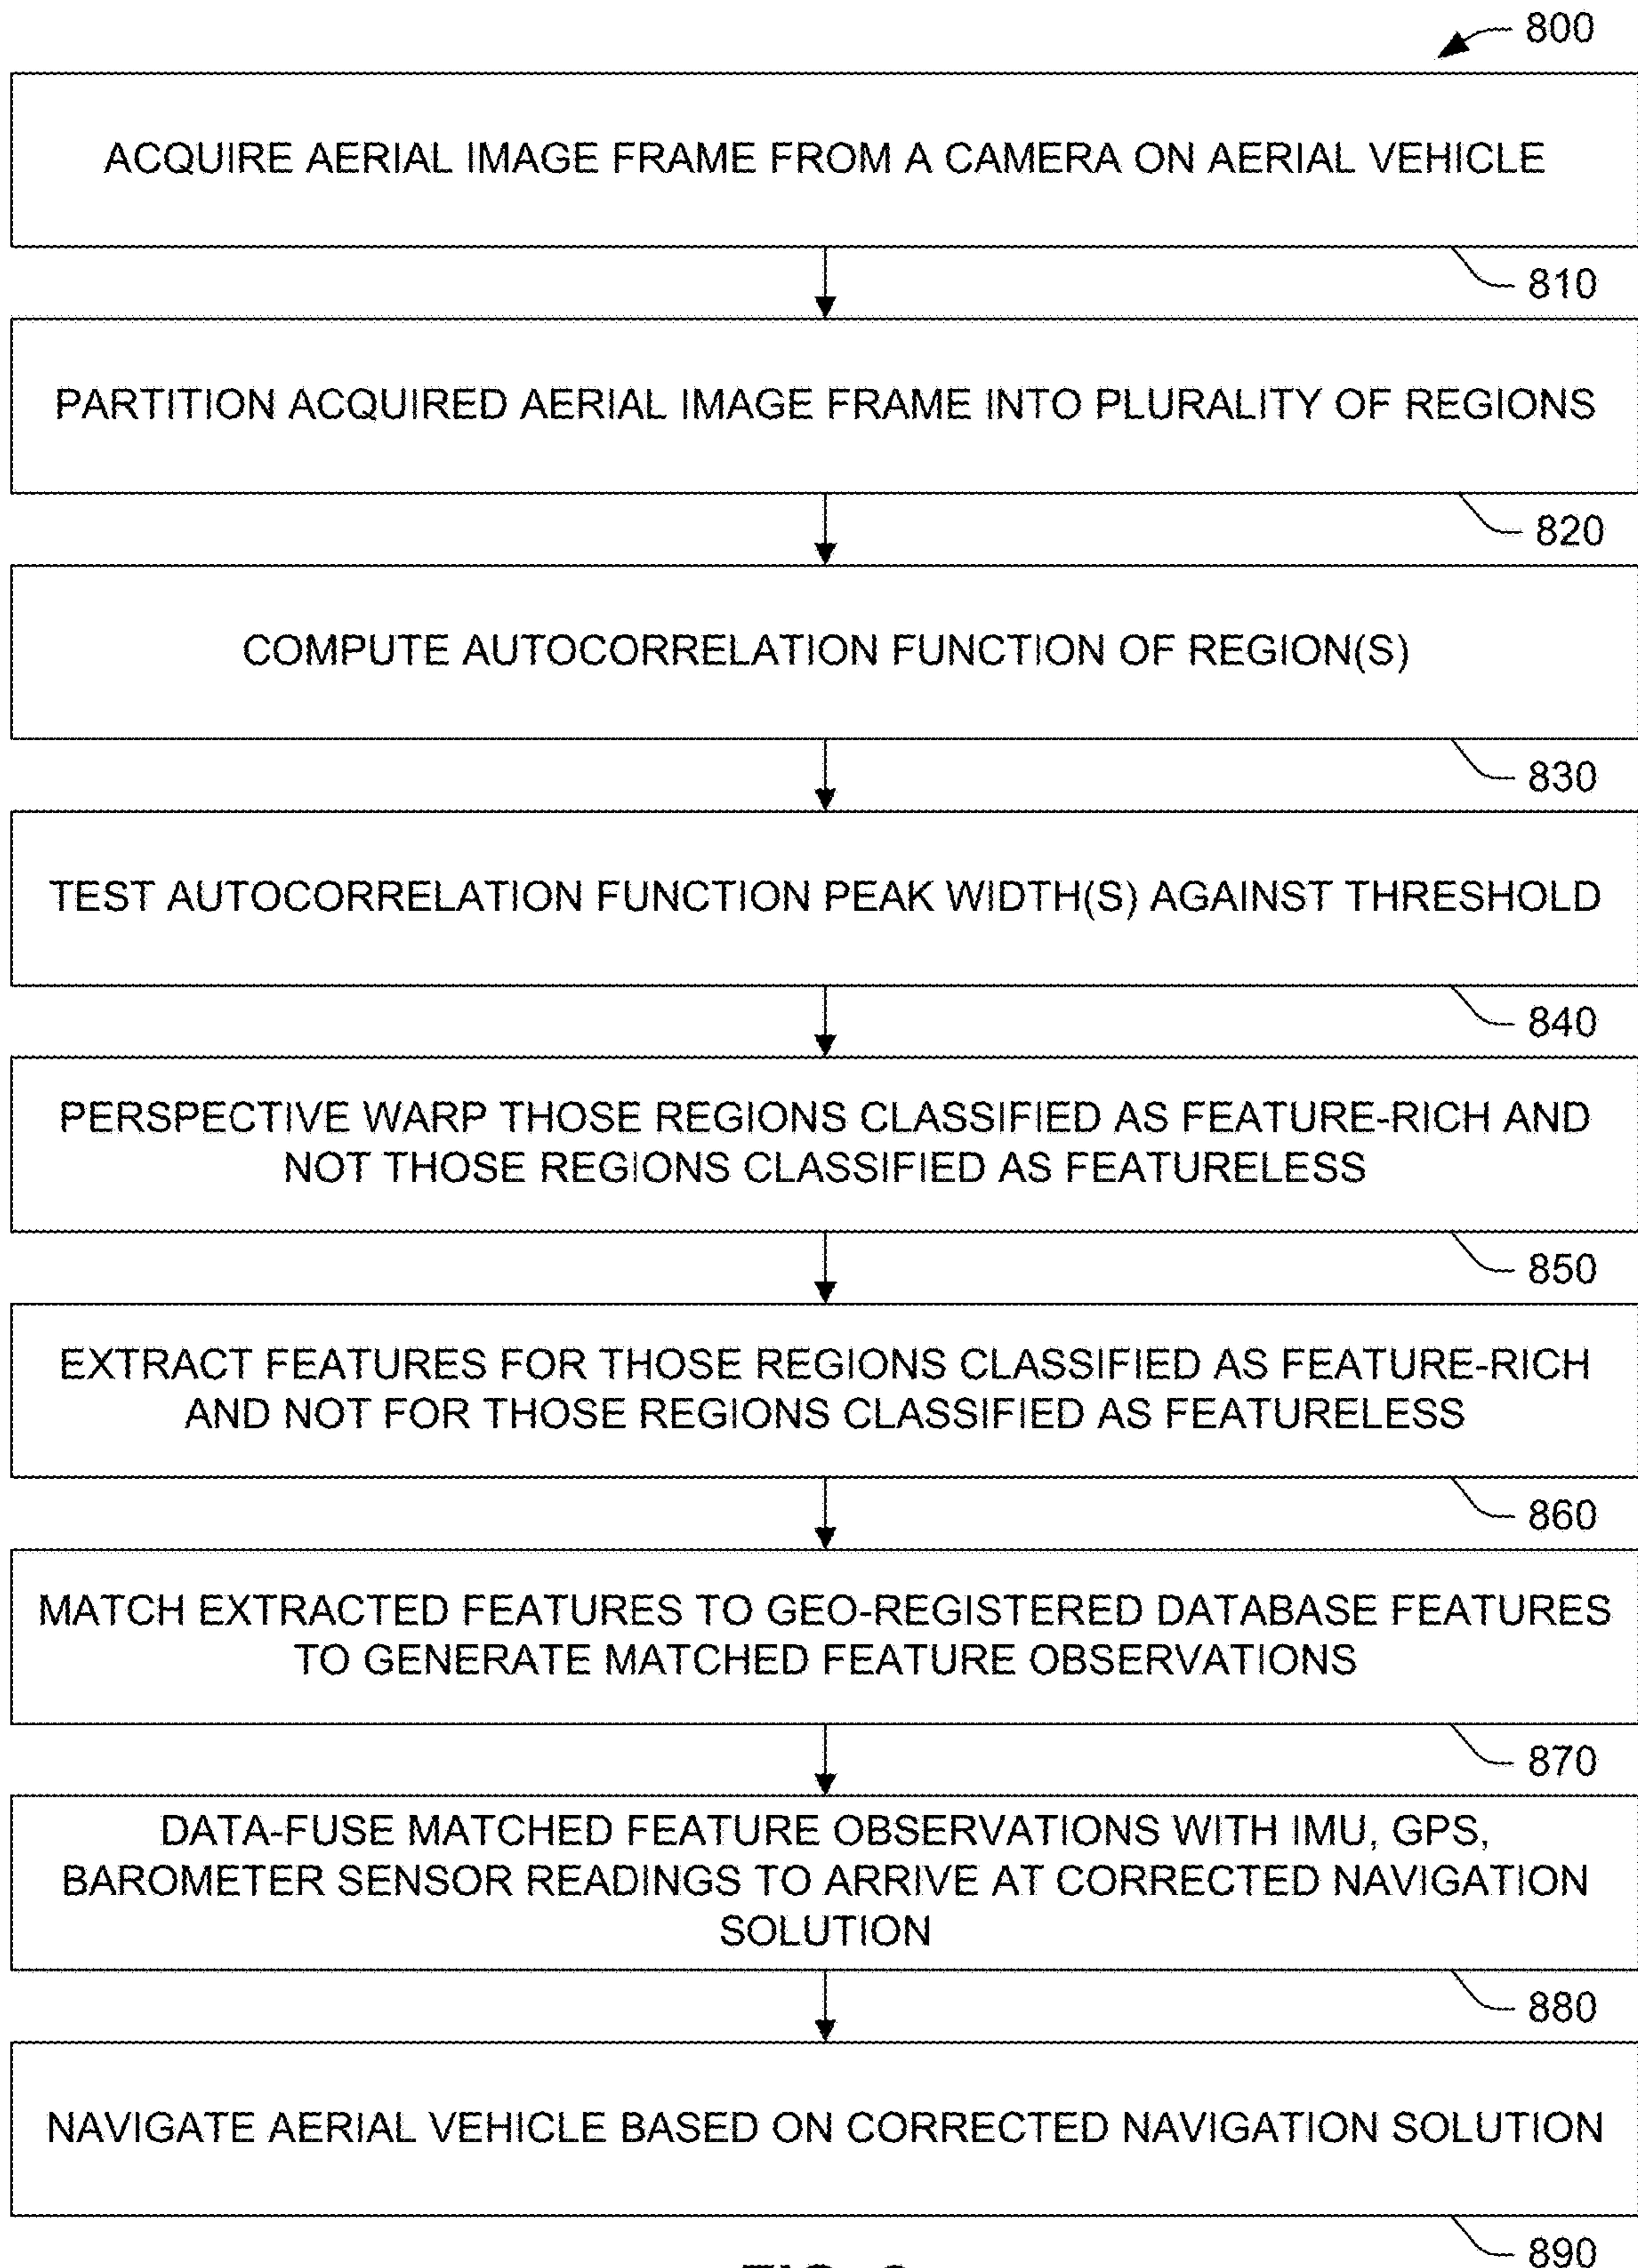 800
ACQUIRE AERIAL IMAGE FRAME FROM A CAMERA ON AERIAL VEHICLE
810
PARTITION ACQUIRED AERIAL IMAGE FRAME INTO PLURALITY OF REGIONS
820
COMPUTE AUTOCORRELATION FUNCTION OF REGION(S)
830
TEST AUTOCORRELATION FUNCTION PEAK WIDTH(S) AGAINST THRESHOLD
840
PERSPECTIVE WARP THOSE REGIONS CLASSIFIED AS FEATURE-RICH AND
NOT THOSE REGIONS CLASSIFIED AS FEATURELESS
850
EXTRACT FEATURES FOR THOSE REGIONS CLASSIFIED AS FEATURE-RICH
AND NOT FOR THOSE REGIONS CLASSIFIED AS FEATURELESS
860
MATCH EXTRACTED FEATURES TO GEO-REGISTERED DATABASE FEATURES
TO GENERATE MATCHED FEATURE OBSERVATIONS
870
DATA-FUSE MATCHED FEATURE OBSERVATIONS WITH IMU, GPS,
BAROMETER SENSOR READINGS TO ARRIVE AT CORRECTED NAVIGATION
SOLUTION
880
NAVIGATE AERIAL VEHICLE BASED ON CORRECTED NAVIGATION SOLUTION
890